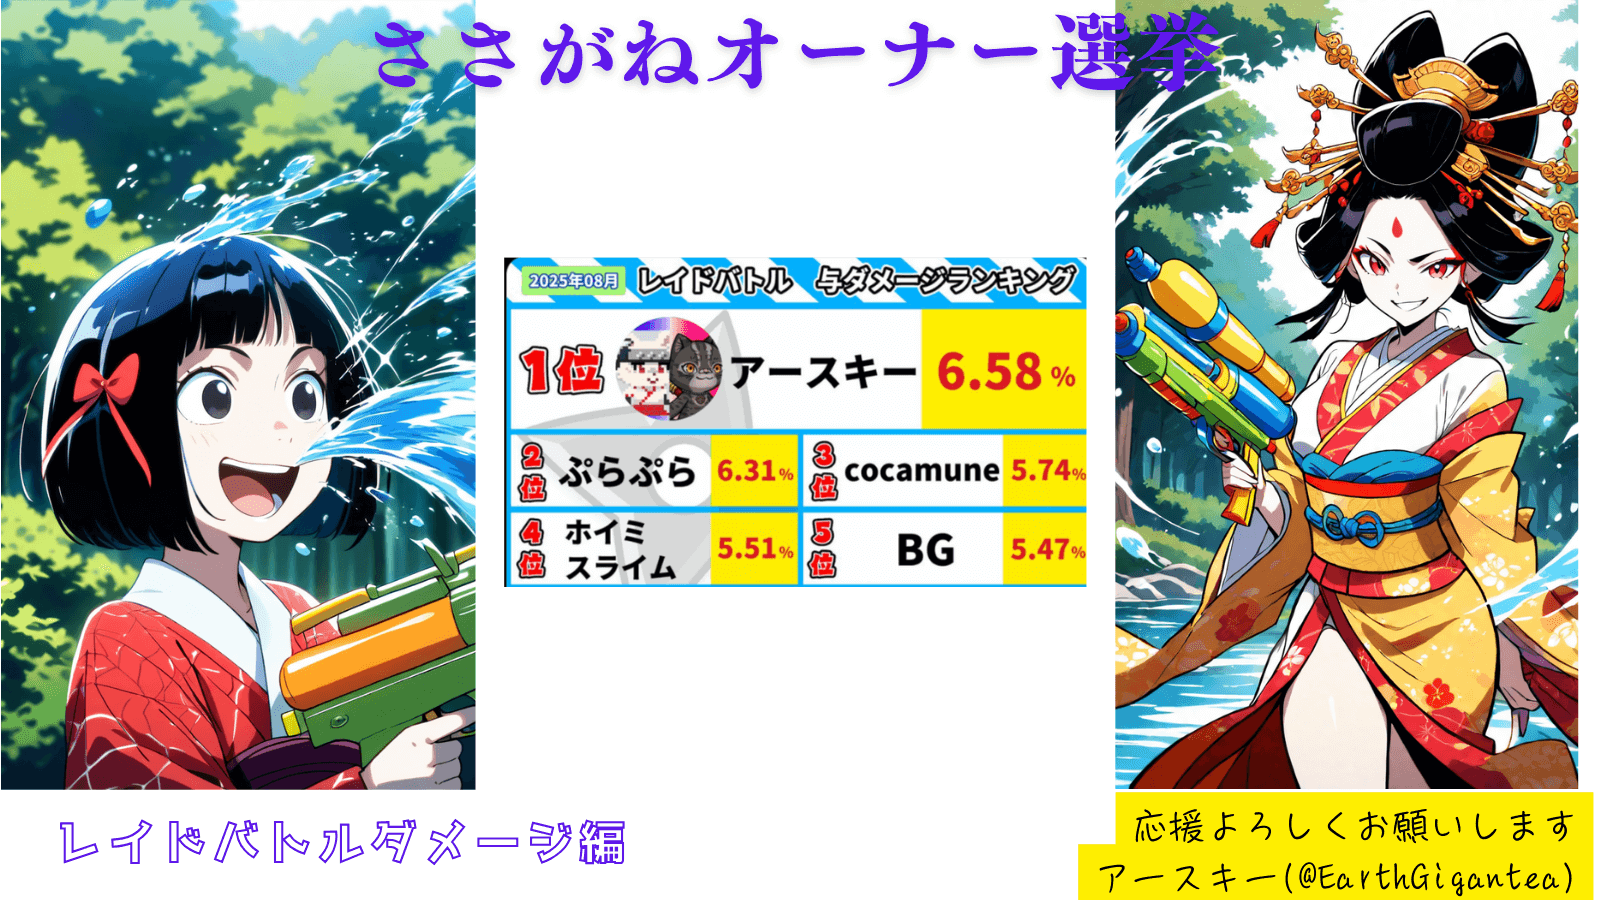 ささがねオーナー選挙
2025年08月 レイドバトル 与ダメージランキング
1位 アースキー 6.58%
2位 ぷらぷら 6.31%
3位 cocamune 5.74%
4位 ホイミ
スライム 5.51%
5位 BG 5.47%
レイドバトルダメージ編
応援よろしくお願いします
アースキー(@EarthGigantea)